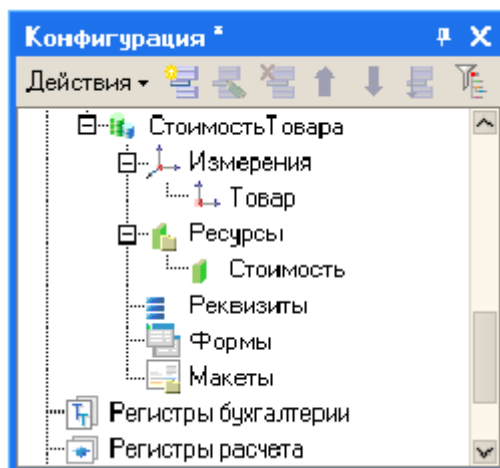 Конфигурация *
Действия
СтоимостьТовара
Измерения
Товар
Ресурсы
Стоимость
Реквизиты
Формы
Макеты
Регистры бухгалтерии
Регистры расчета